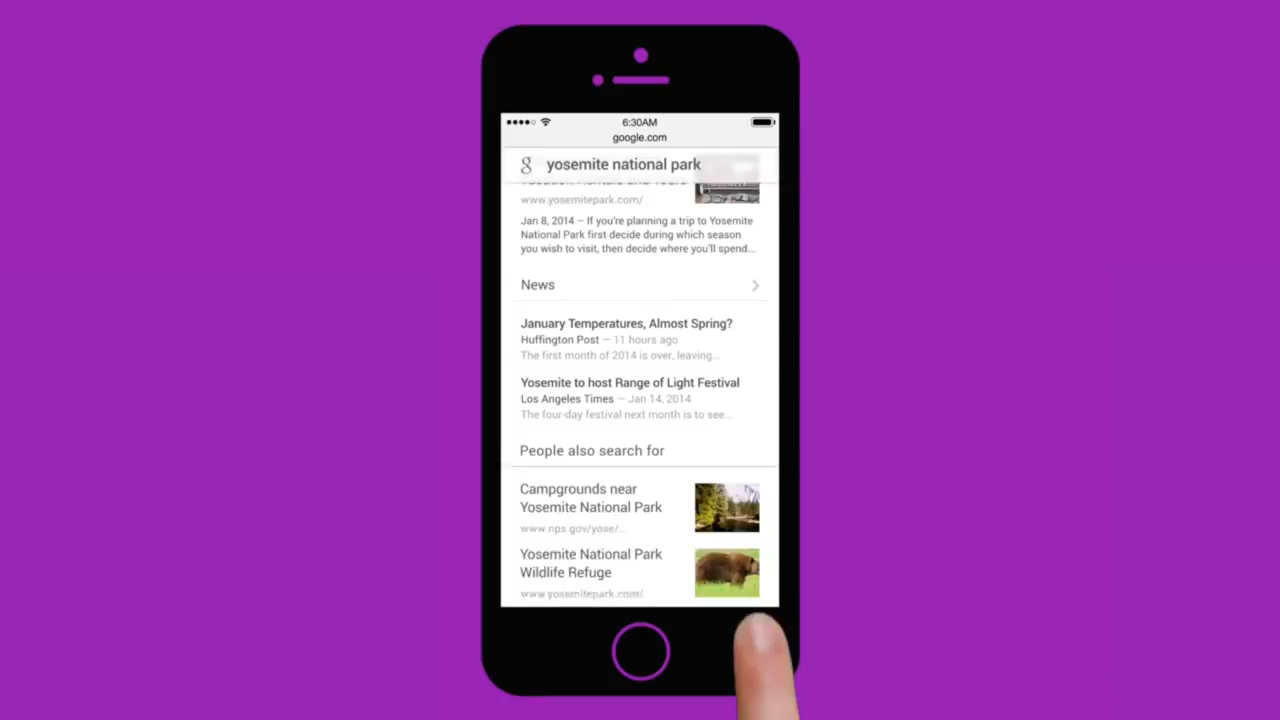 6:30AM
google.com
g yosemite national park
www.yosemitepark.com/
Jan 8, 2014 – If you're planning a trip to Yosemite
National Park first decide during which season
you wish to visit, then decide where you'll spend...
News
January Temperatures, Almost Spring?
Huffington Post — 11 hours ago
The first month of 2014 is over, leaving...
Yosemite to host Range of Light Festival
Los Angeles Times — Jan 14, 2014
The four-day festival next month is to see...
People also search for
Campgrounds near
Yosemite National Park
www.nps.gov/yose/..
Yosemite National Park
Wildlife Refuge
www.yosemitepark.com/